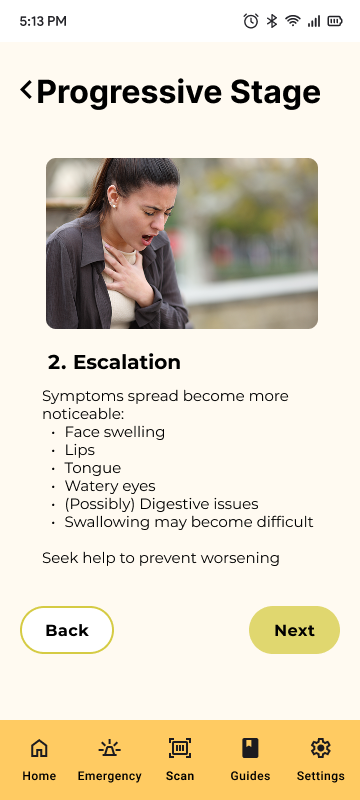 5:13 PM
Progressive Stage
2. Escalation
Symptoms spread become more
noticeable:
• Face swelling
• Lips
• Tongue
• Watery eyes
• (Possibly) Digestive issues
• Swallowing may become difficult
Seek help to prevent worsening
Back Next
Home Emergency Scan Guides Settings